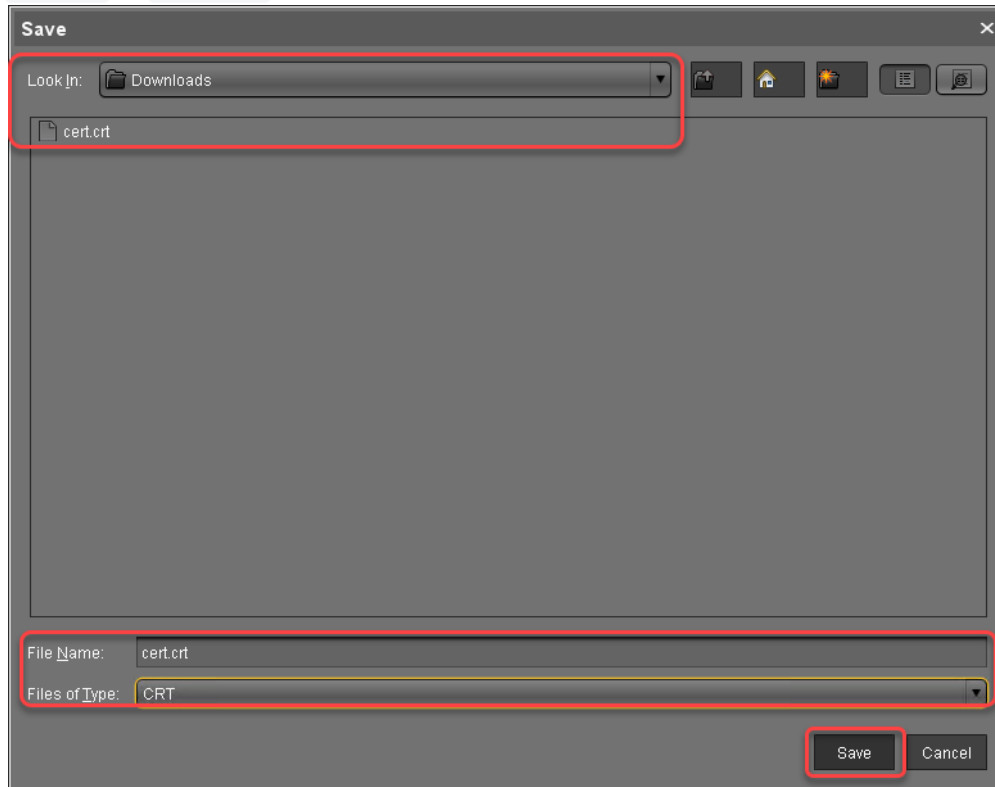 Save
Look In: Downloads
cert.crt
File Name: cert.crt
Files of Type: CRT
Save Cancel